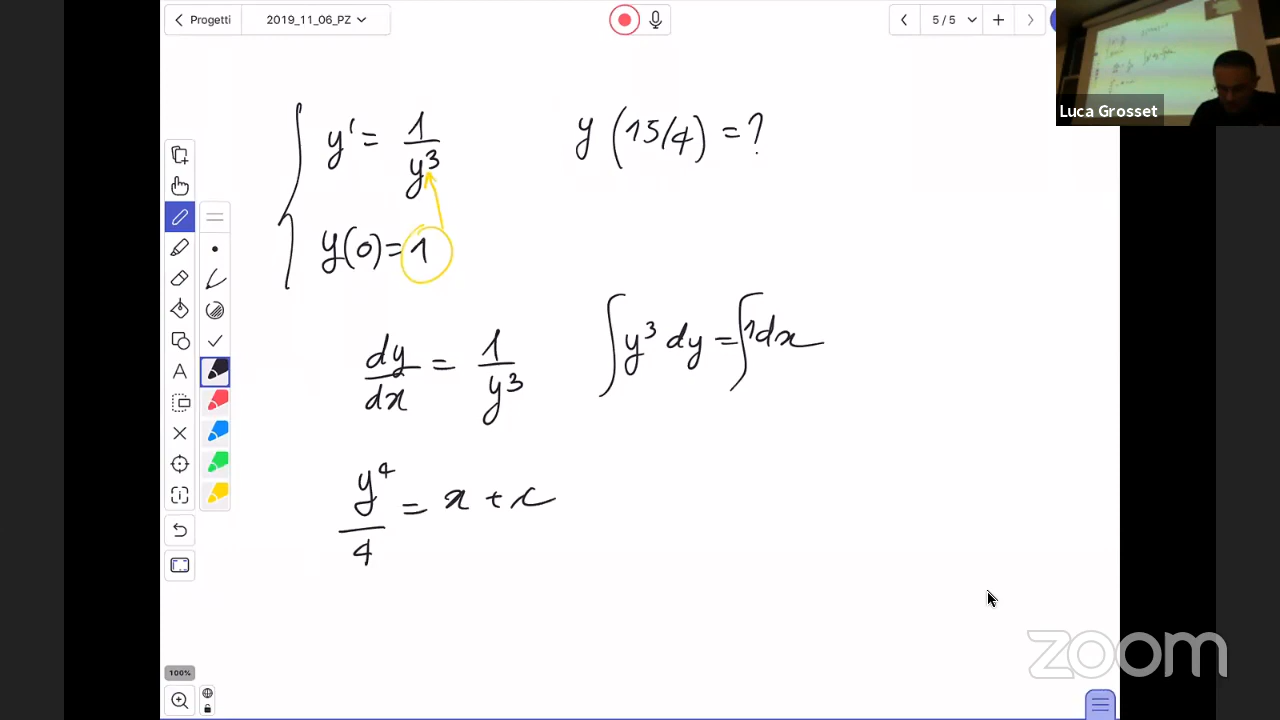 Progetti
2019_11_06_PZ
5/5
Luca Grosset
y' = 1/y³
y(15/4) = ?
y(0) = 1
dy/dx = 1/y³
∫y³ dy = ∫1dx
y⁴/4 = x + c
100%
zoom